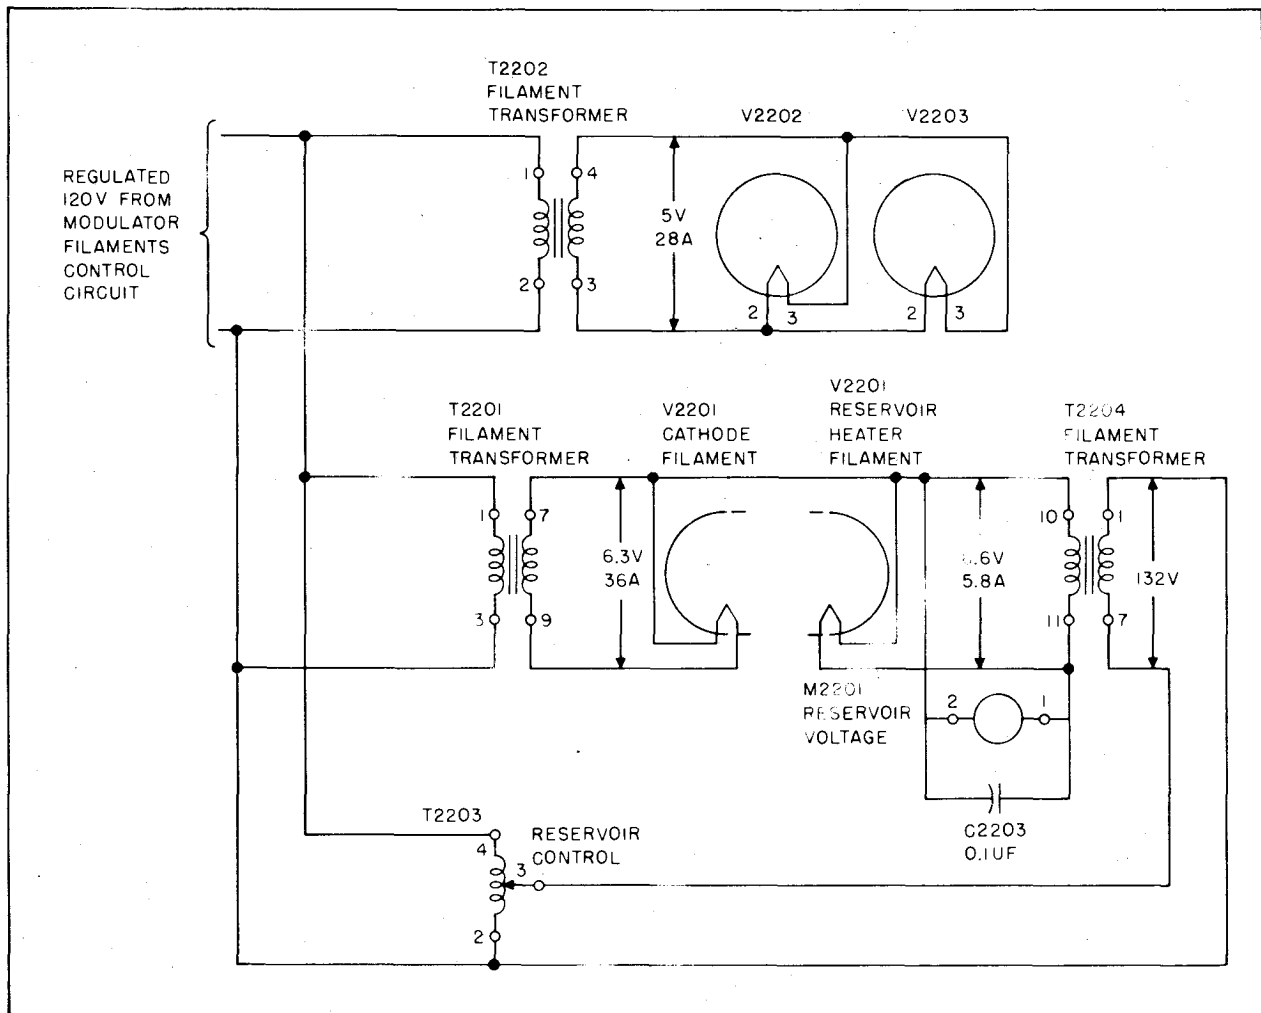 T2202
FILAMENT
TRANSFORMER
V2202
V2203
REGULATED
120V FROM
MODULATOR
FILAMENTS
CONTROL
CIRCUIT
1
4
2
3
5V
28A
2
3
2
3
T2201
FILAMENT
TRANSFORMER
V2201
CATHODE
FILAMENT
V2201
RESERVOIR
HEATER
FILAMENT
T2204
FILAMENT
TRANSFORMER
1
7
3
9
6.3V
36A
10
1
11
7
5.8A
132V
M2201
RESERVOIR
VOLTAGE
2
1
C2203
0.1UF
T2203
4
3
2
RESERVOIR
CONTROL